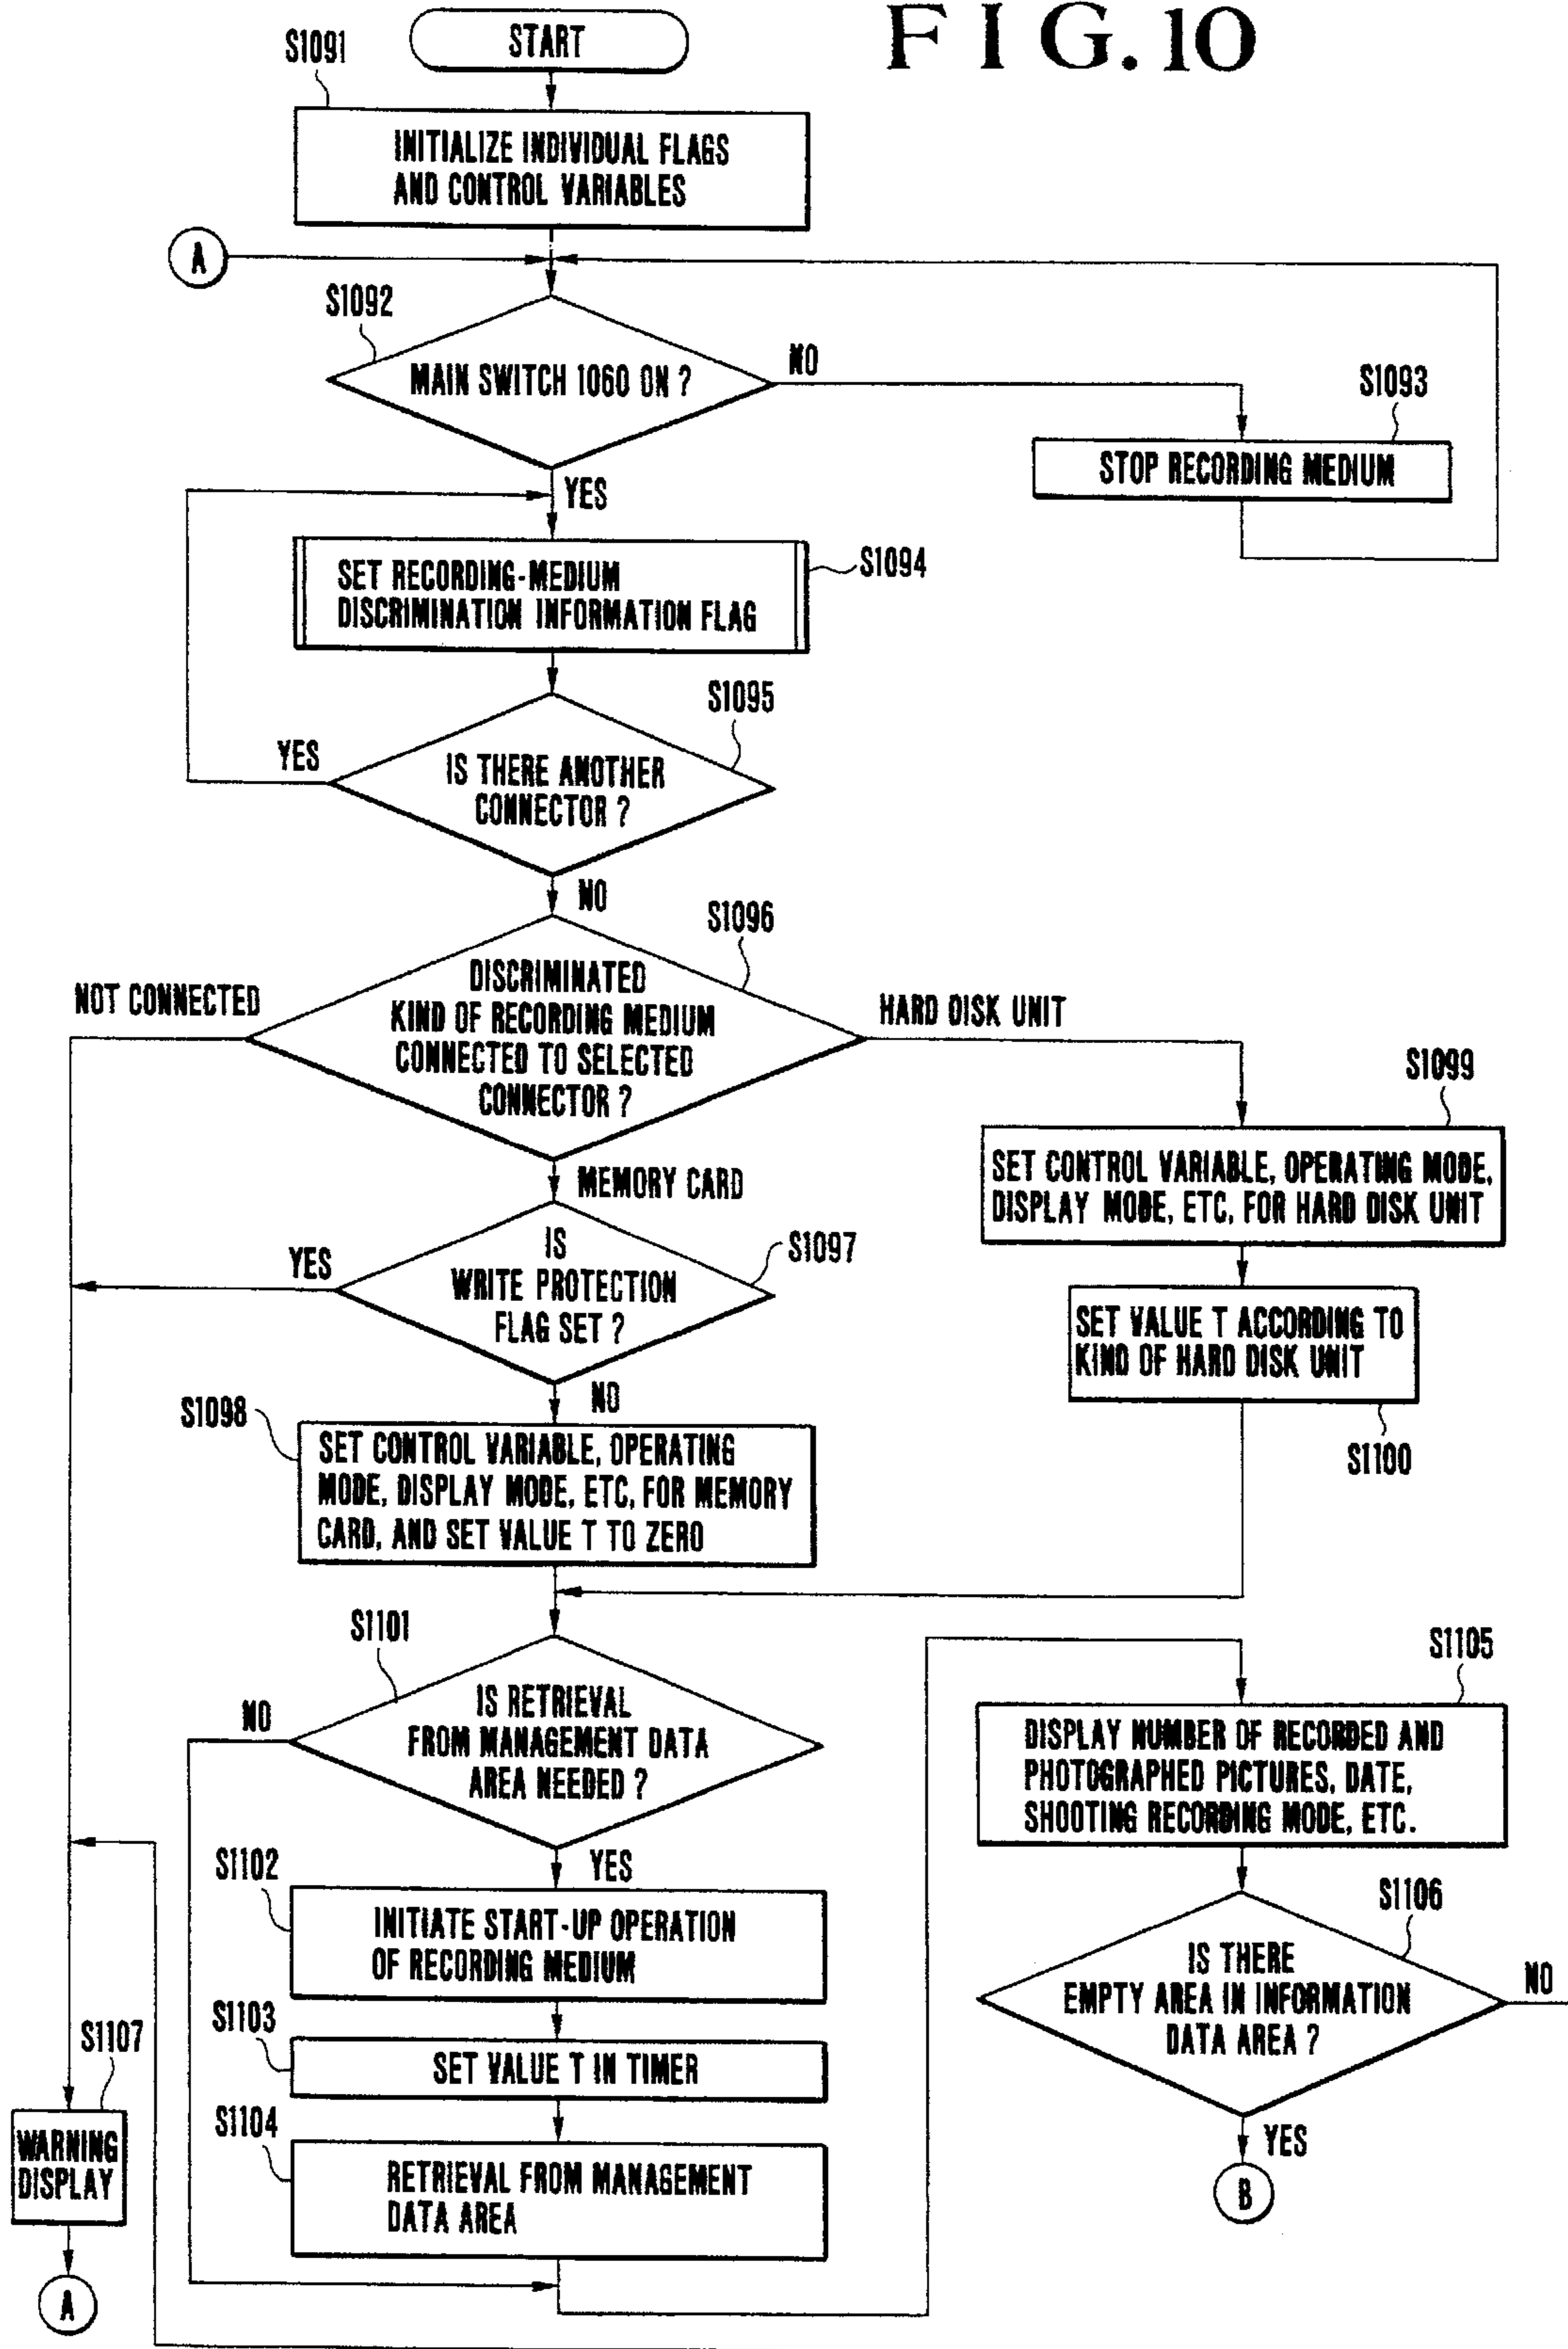 FIG. 10
START
S1091
INITIALIZE INDIVIDUAL FLAGS
AND CONTROL VARIABLES
A
S1092
MAIN SWITCH 1060 ON ?
NO
S1093
STOP RECORDING MEDIUM
YES
SET RECORDING-MEDIUM
DISCRIMINATION INFORMATION FLAG
S1094
S1095
YES
IS THERE ANOTHER
CONNECTOR ?
NO
S1096
NOT CONNECTED
DISCRIMINATED
KIND OF RECORDING MEDIUM
CONNECTED TO SELECTED
CONNECTOR ?
HARD DISK UNIT
S1099
SET CONTROL VARIABLE, OPERATING MODE,
DISPLAY MODE, ETC, FOR HARD DISK UNIT
MEMORY CARD
YES
IS
WRITE PROTECTION
FLAG SET ?
S1097
SET VALUE T ACCORDING TO
KIND OF HARD DISK UNIT
S1100
NO
S1098
SET CONTROL VARIABLE, OPERATING
MODE, DISPLAY MODE, ETC, FOR MEMORY
CARD, AND SET VALUE T TO ZERO
S1101
NO
IS RETRIEVAL
FROM MANAGEMENT DATA
AREA NEEDED ?
YES
S1102
INITIATE START-UP OPERATION
OF RECORDING MEDIUM
S1103
SET VALUE T IN TIMER
S1104
RETRIEVAL FROM MANAGEMENT
DATA AREA
S1105
DISPLAY NUMBER OF RECORDED AND
PHOTOGRAPHED PICTURES, DATE,
SHOOTING RECORDING MODE, ETC.
S1106
IS THERE
EMPTY AREA IN INFORMATION
DATA AREA ?
NO
YES
B
S1107
WARNING
DISPLAY
A